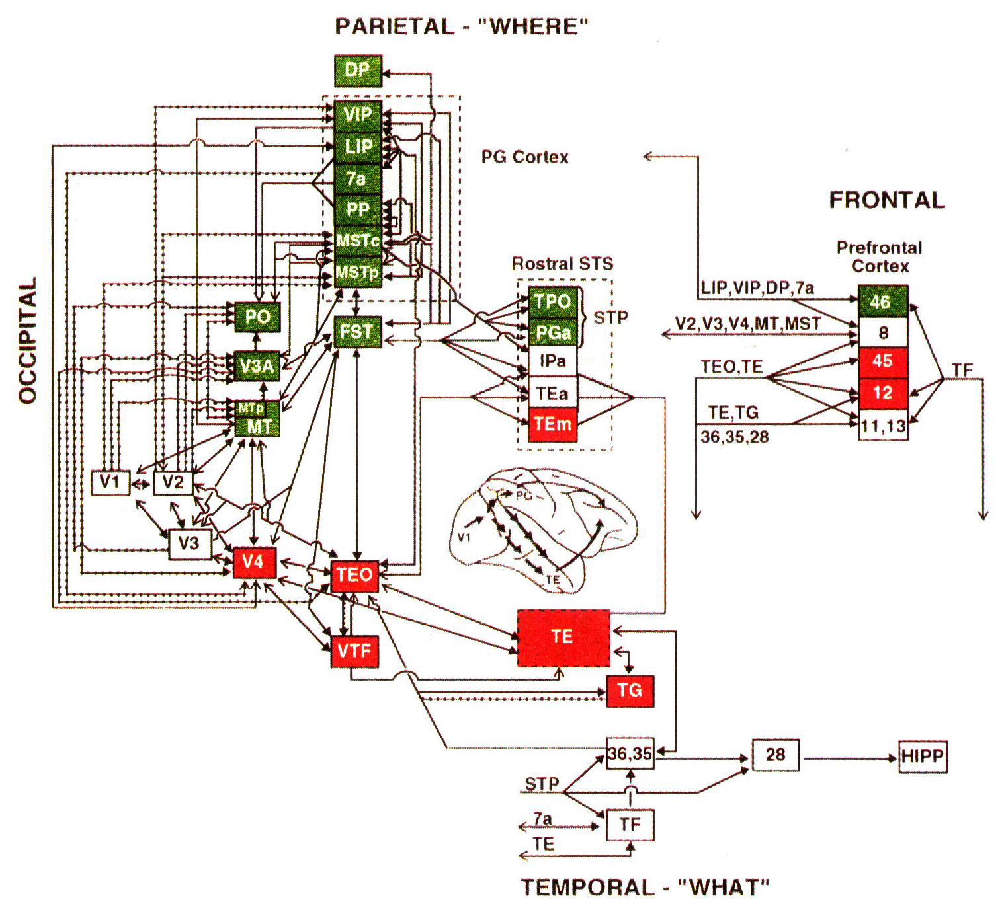 PARIETAL - "WHERE"
DP
VIP
LIP
7a
PP
MSTc
MSTp
PG Cortex
OCCIPITAL
PO
FST
V3A
MTp
MT
V1
V2
V3
V4
TEO
VTF
Rostral STS
TPO
PGa
STP
IPa
TEa
TEm
V1
PG
TE
TE
TG
36,35
28
HIPP
STP
7a
TF
TE
TEMPORAL - "WHAT"
FRONTAL
Prefrontal
Cortex
LIP,VIP,DP,7a
46
V2,V3,V4,MT,MST
8
TEO,TE
45
TF
12
TE,TG
11,13
36,35,28